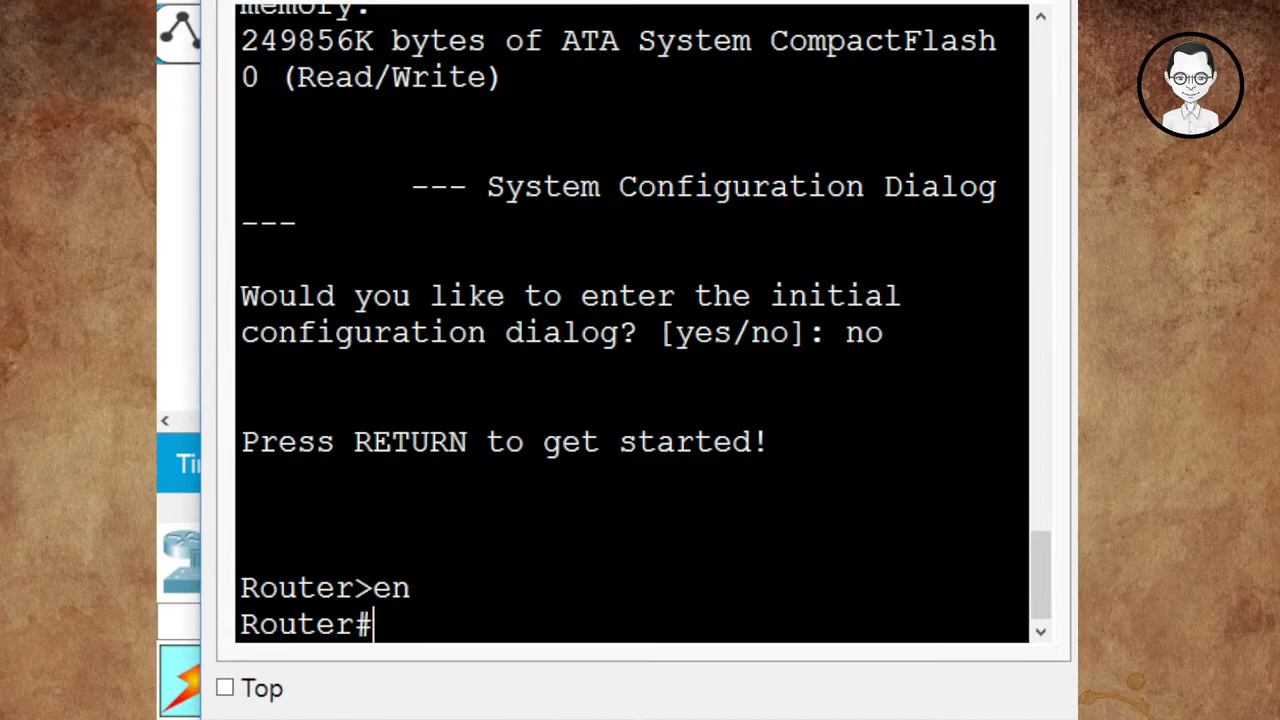 memory.
249856K bytes of ATA System CompactFlash
0 (Read/Write)
--- System Configuration Dialog
---
Would you like to enter the initial
configuration dialog? [yes/no]: no
Press RETURN to get started!
Router>en
Router#
Top